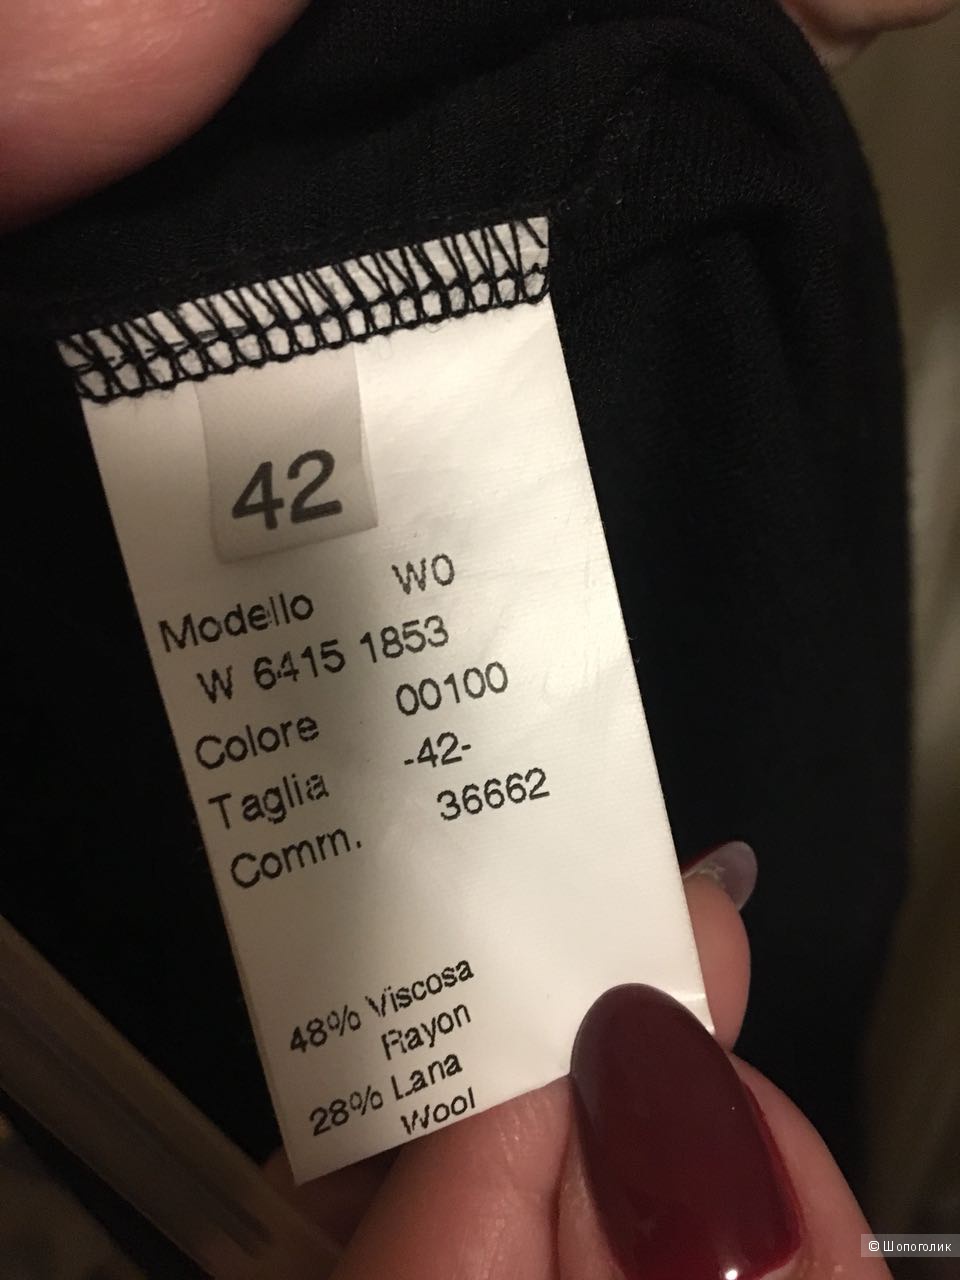 42
Modello W0
W 6415 1853
Colore 00100
Taglia -42-
Comm. 36662
48% Viscosa
Rayon
28% Lana
Wool
© Шопоголик